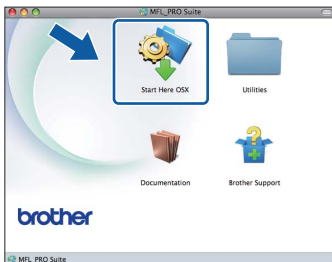 MFL_PRO Suite
Start Here OSX
Utilities
Documentation
Brother Support
brother
MFL_PRO Suite